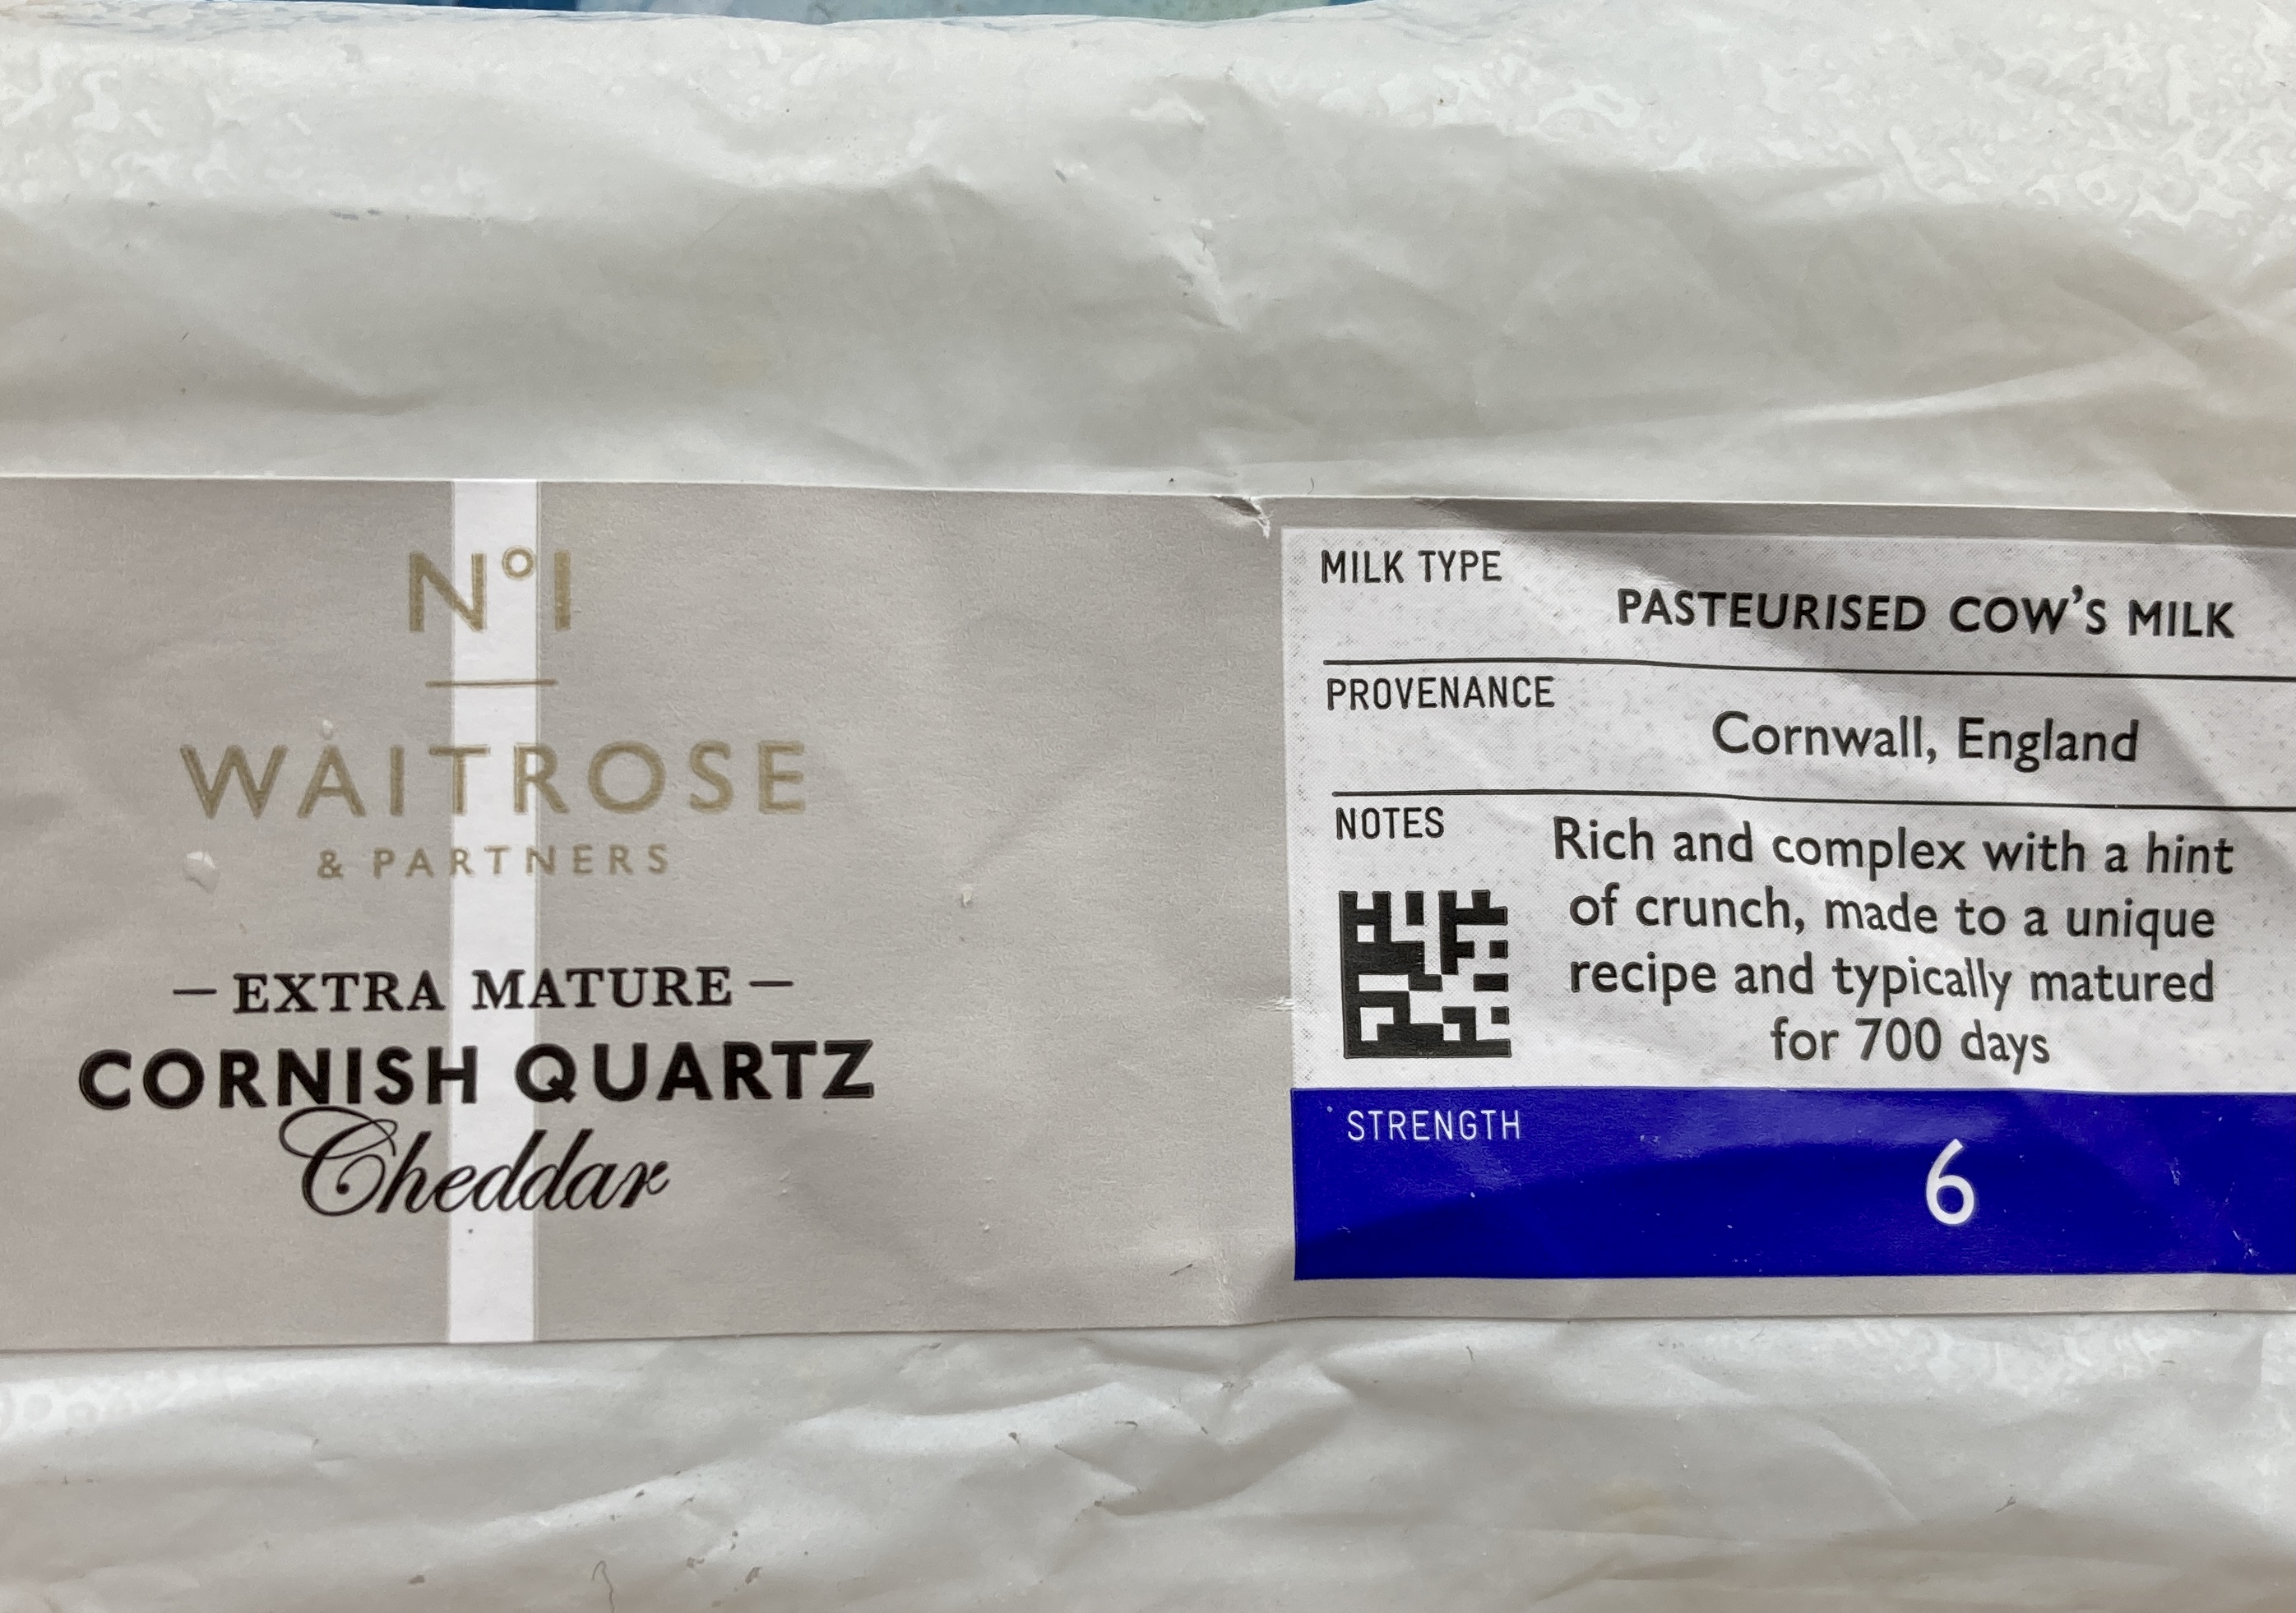 Nº1
WAITROSE
& PARTNERS
– EXTRA MATURE –
CORNISH QUARTZ
Cheddar
MILK TYPE
PASTEURISED COW’S MILK
PROVENANCE
Cornwall, England
NOTES
Rich and complex with a hint
of crunch, made to a unique
recipe and typically matured
for 700 days
STRENGTH
6